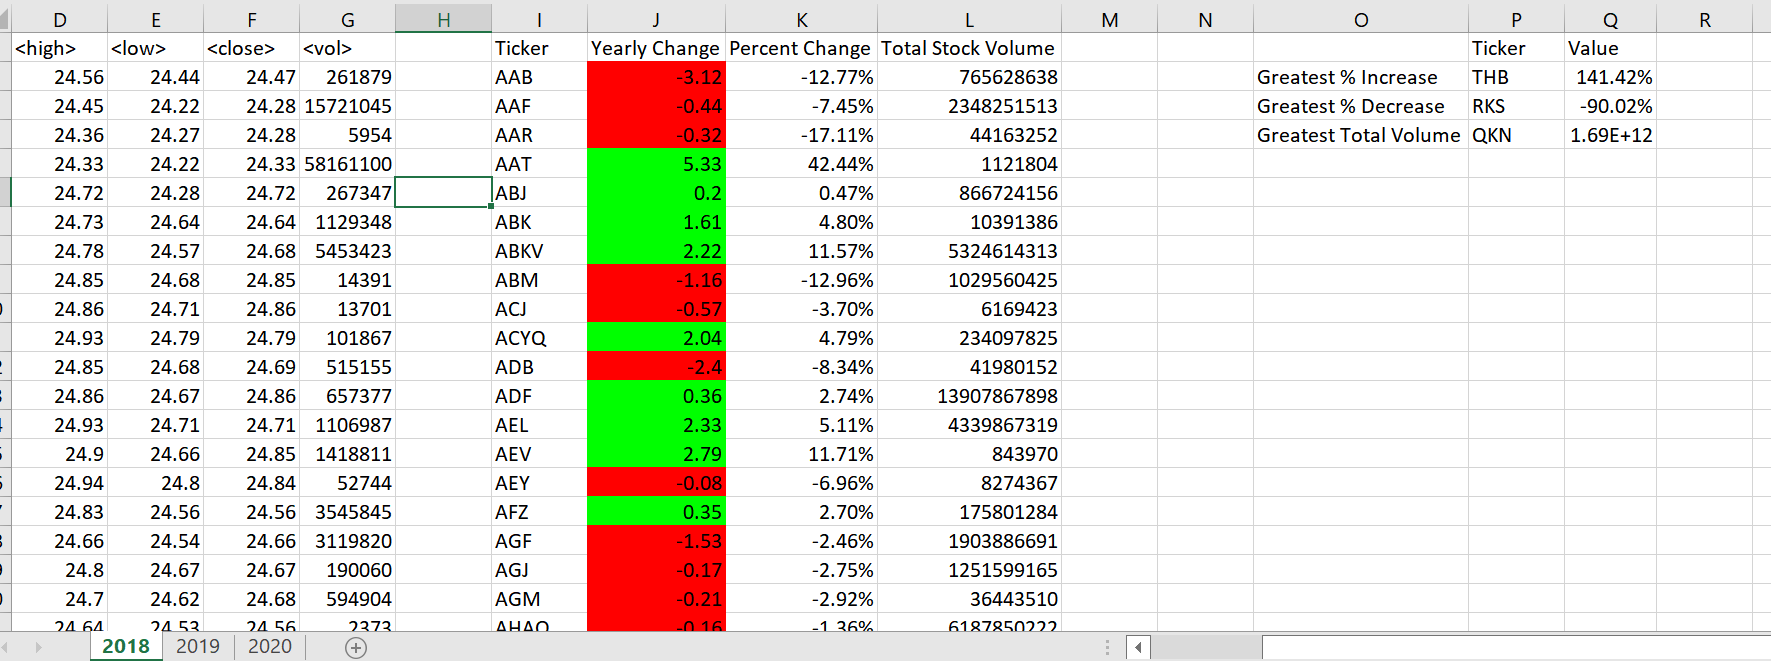 D E F G H I J K L M N O P Q R
<high> <low> <close> <vol> Ticker Yearly Change Percent Change Total Stock Volume Ticker Value
24.56 24.44 24.47 261879 AAB -3.12 -12.77% 765628638 Greatest % Increase THB 141.42%
24.45 24.22 24.28 15721045 AAF -0.44 -7.45% 2348251513 Greatest % Decrease RKS -90.02%
24.36 24.27 24.28 5954 AAR -0.32 -17.11% 44163252 Greatest Total Volume QKN 1.69E+12
24.33 24.22 24.33 58161100 AAT 5.33 42.44% 1121804
24.72 24.28 24.72 267347 ABJ 0.2 0.47% 866724156
24.73 24.64 24.64 1129348 ABK 1.61 4.80% 10391386
24.78 24.57 24.68 5453423 ABKV 2.22 11.57% 5324614313
24.85 24.68 24.85 14391 ABM -1.16 -12.96% 1029560425
24.86 24.71 24.86 13701 ACJ -0.57 -3.70% 6169423
24.93 24.79 24.79 101867 ACYQ 2.04 4.79% 234097825
24.85 24.68 24.69 515155 ADB -2.4 -8.34% 41980152
24.86 24.67 24.86 657377 ADF 0.36 2.74% 13907867898
24.93 24.71 24.71 1106987 AEL 2.33 5.11% 4339867319
24.9 24.66 24.85 1418811 AEV 2.79 11.71% 843970
24.94 24.8 24.84 52744 AEY -0.08 -6.96% 8274367
24.83 24.56 24.56 3545845 AFZ 0.35 2.70% 175801284
24.66 24.54 24.66 3119820 AGF -1.53 -2.46% 1903886691
24.8 24.67 24.67 190060 AGJ -0.17 -2.75% 1251599165
24.7 24.62 24.68 594904 AGM -0.21 -2.92% 36443510
24.64 24.53 24.56 2373 AHAO -0.16 -1.36% 6187850222
2018 2019 2020